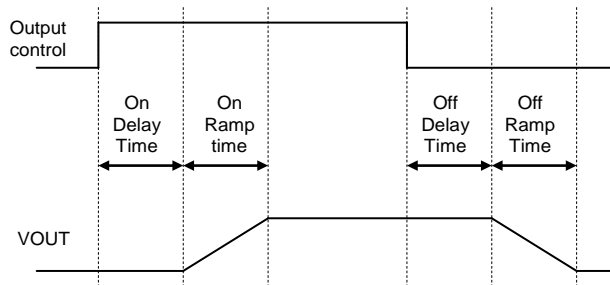 Output
control
On
Delay
Time
On
Ramp
time
Off
Delay
Time
Off
Ramp
Time
VOUT